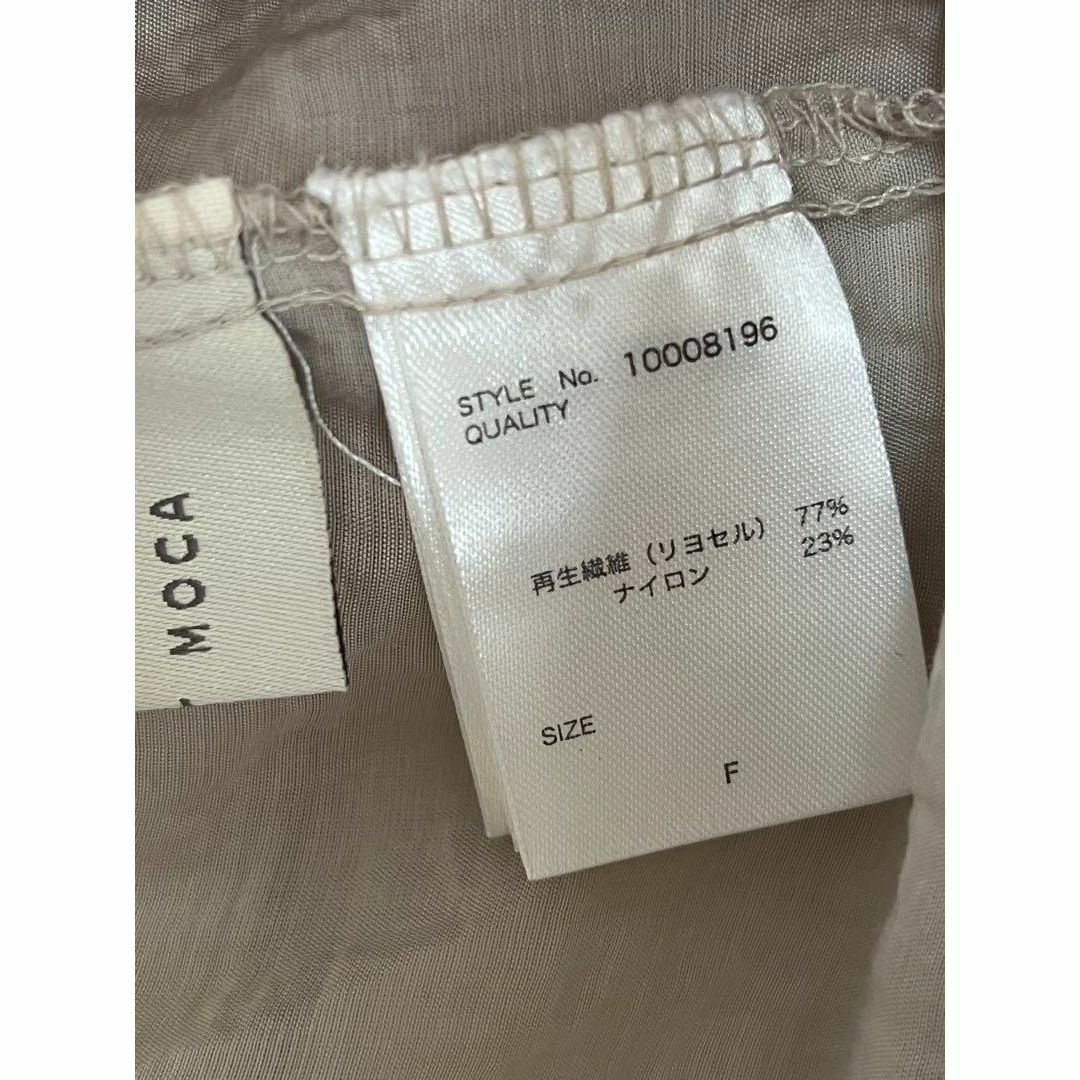 STYLE No. 10008196
QUALITY
再生繊維 (リヨセル) 77%
ナイロン 23%
SIZE
F
MOCA